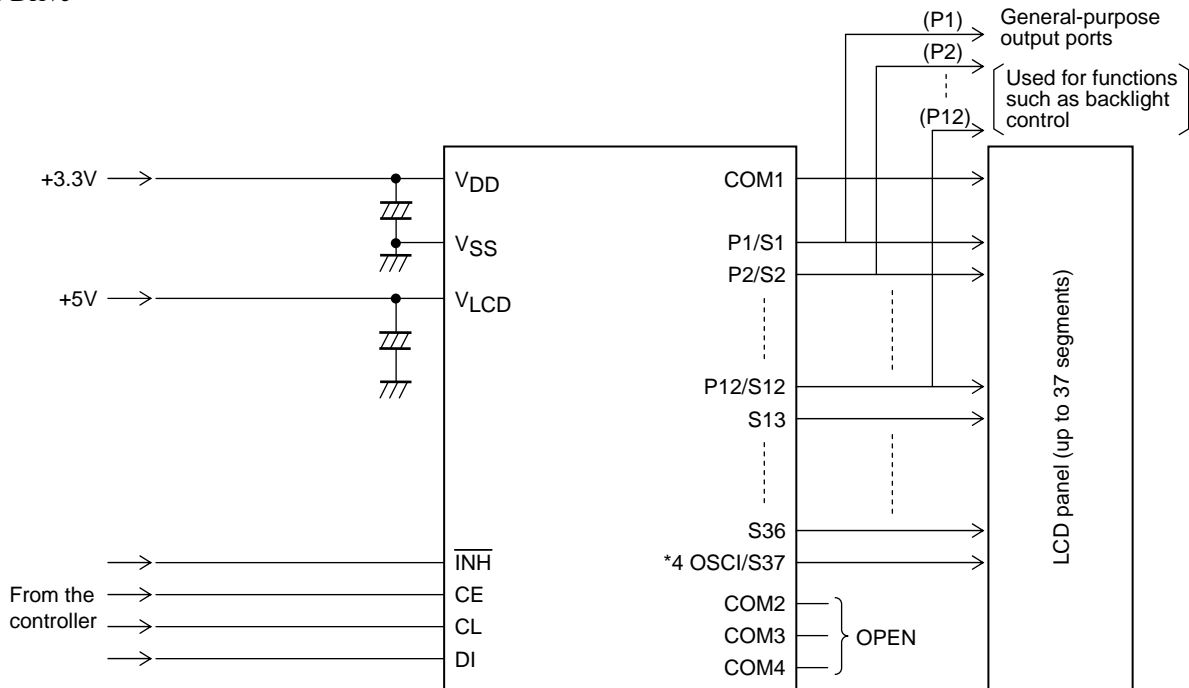 (P1)
General-purpose
output ports
(P2)
Used for functions
such as backlight
control
(P12)
+3.3V
VDD
COM1
VSS
P1/S1
P2/S2
+5V
VLCD
P12/S12
S13
LCD panel (up to 37 segments)
S36
INH
*4 OSCI/S37
From the
controller
CE
CL
DI
COM2
COM3
COM4
OPEN